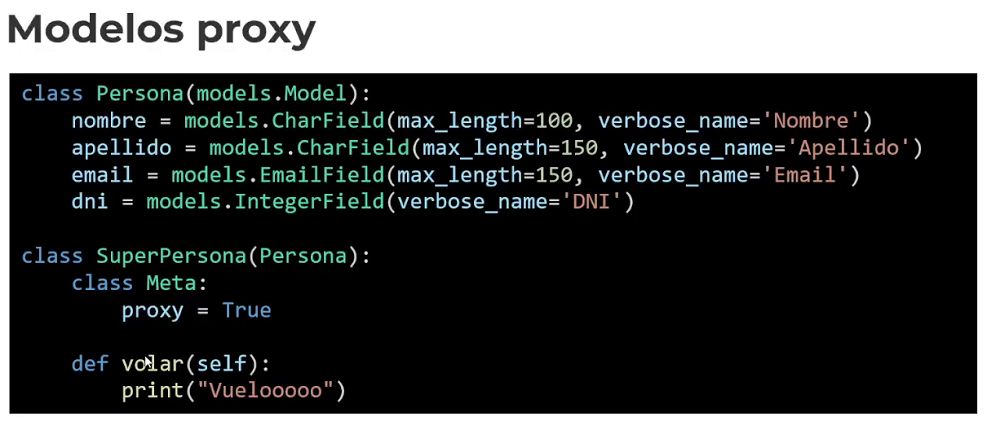 Modelos proxy
class Persona(models.Model):
    nombre = models.CharField(max_length=100, verbose_name='Nombre')
    apellido = models.CharField(max_length=150, verbose_name='Apellido')
    email = models.EmailField(max_length=150, verbose_name='Email')
    dni = models.IntegerField(verbose_name='DNI')
class SuperPersona(Persona):
    class Meta:
        proxy = True
    def volar(self):
        print("Vuelooooo")